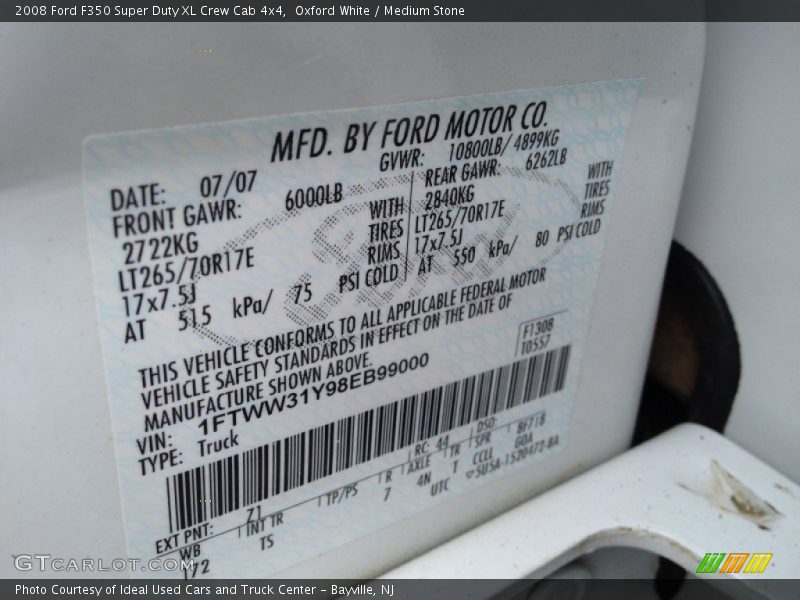 2008 Ford F350 Super Duty XL Crew Cab 4x4, Oxford White / Medium Stone
MFD. BY FORD MOTOR CO.
DATE: 07/07 GVWR: 10800LB/ 4899KG
FRONT GAWR: 6000LB REAR GAWR: 6262LB
2722KG WITH 2840KG WITH
LT265/70R17E TIRES LT265/70R17E TIRES
17x7.5J RIMS 17x7.5J RIMS
AT 515 kPa/ 75 PSI COLD AT 550 kPa/ 80 PSI COLD
THIS VEHICLE CONFORMS TO ALL APPLICABLE FEDERAL MOTOR
VEHICLE SAFETY STANDARDS IN EFFECT ON THE DATE OF
MANUFACTURE SHOWN ABOVE.
F1308
T0557
VIN: 1FTWW31Y98EB99000
TYPE: Truck
RC: 44 DSO: BF718
EXT PNT: Z1
WB INT TR TP/PS R AXLE TR SPR GOA
172 TS 7 4N T CCLL
UTC ▽5U5A-1520472-BA
GTCarLot.com
Photo Courtesy of Ideal Used Cars and Truck Center – Bayville, NJ